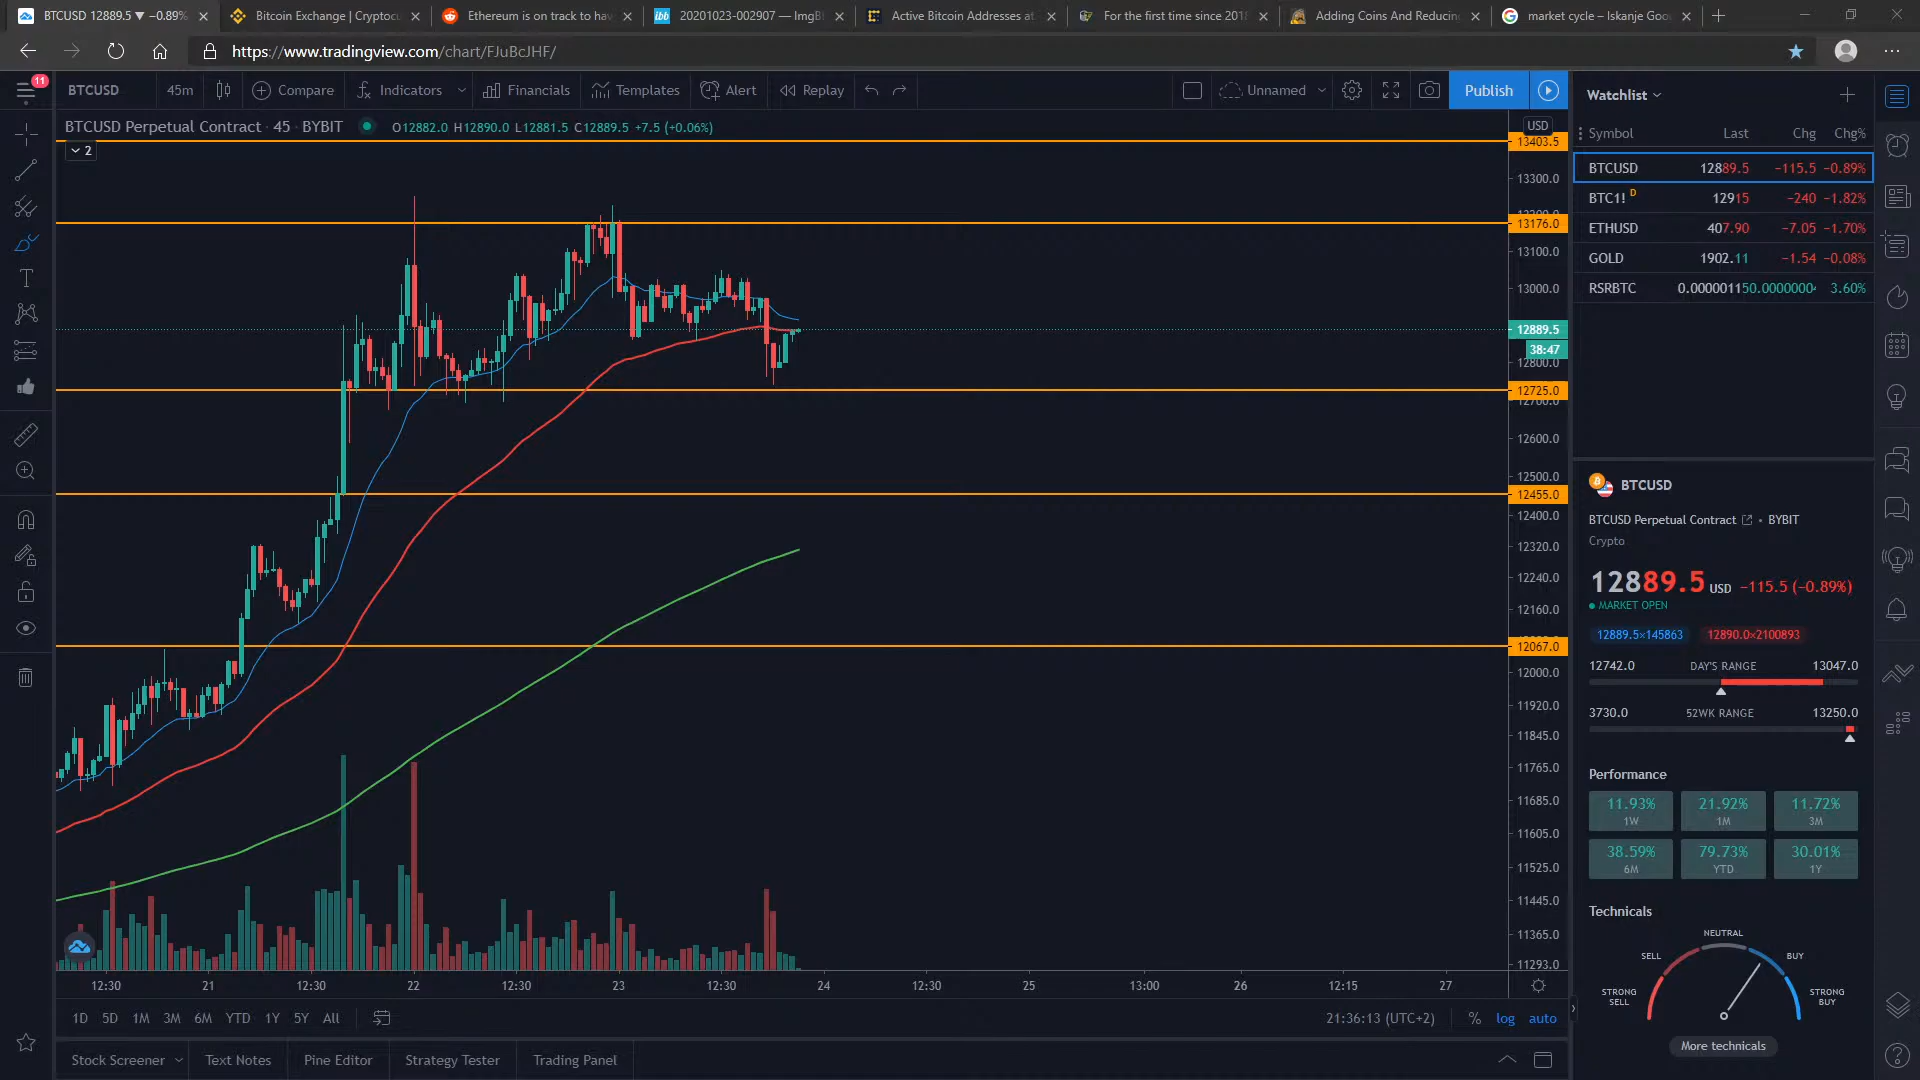 BTCUSD 12889.5 ▼ −0.89%
Bitcoin Exchange | Cryptocu
Ethereum is on track to hav
20201023-002907 — ImgB
Active Bitcoin Addresses at
For the first time since 2018
Adding Coins And Reducin
market cycle – Iskanje Goo
https://www.tradingview.com/chart/FJuBcJHF/
11
BTCUSD 45m Compare Indicators Financials Templates Alert Replay Unnamed Publish
BTCUSD Perpetual Contract · 45 · BYBIT O12882.0 H12890.0 L12881.5 C12889.5 +7.5 (+0.06%)
2
USD
13403.5
13300.0
13176.0
13100.0
13000.0
12889.5
38:47
12800.0
12725.0
12700.0
12600.0
12500.0
12455.0
12400.0
12320.0
12240.0
12160.0
12067.0
12000.0
11920.0
11845.0
11765.0
11685.0
11605.0
11525.0
11445.0
11365.0
11293.0
12:30 21 12:30 22 12:30 23 12:30 24 12:30 25 13:00 26 12:15 27
1D 5D 1M 3M 6M YTD 1Y 5Y All
21:36:13 (UTC+2) % log auto
Stock Screener Text Notes Pine Editor Strategy Tester Trading Panel
Watchlist
Symbol Last Chg Chg%
BTCUSD 12889.5 −115.5 −0.89%
BTC1! D 12915 −240 −1.82%
ETHUSD 407.90 −7.05 −1.70%
GOLD 1902.11 −1.54 −0.08%
RSRBTC 0.00000115 0.0000000 3.60%
BTCUSD
BTCUSD Perpetual Contract • BYBIT
Crypto
12889.5 USD −115.5 (−0.89%)
MARKET OPEN
12889.5×145863 12890.0×2100893
12742.0 DAY'S RANGE 13047.0
3730.0 52WK RANGE 13250.0
Performance
11.93% 21.92% 11.72%
1W 1M 3M
38.59% 79.73% 30.01%
6M YTD 1Y
Technicals
NEUTRAL
SELL BUY
STRONG SELL STRONG BUY
More technicals